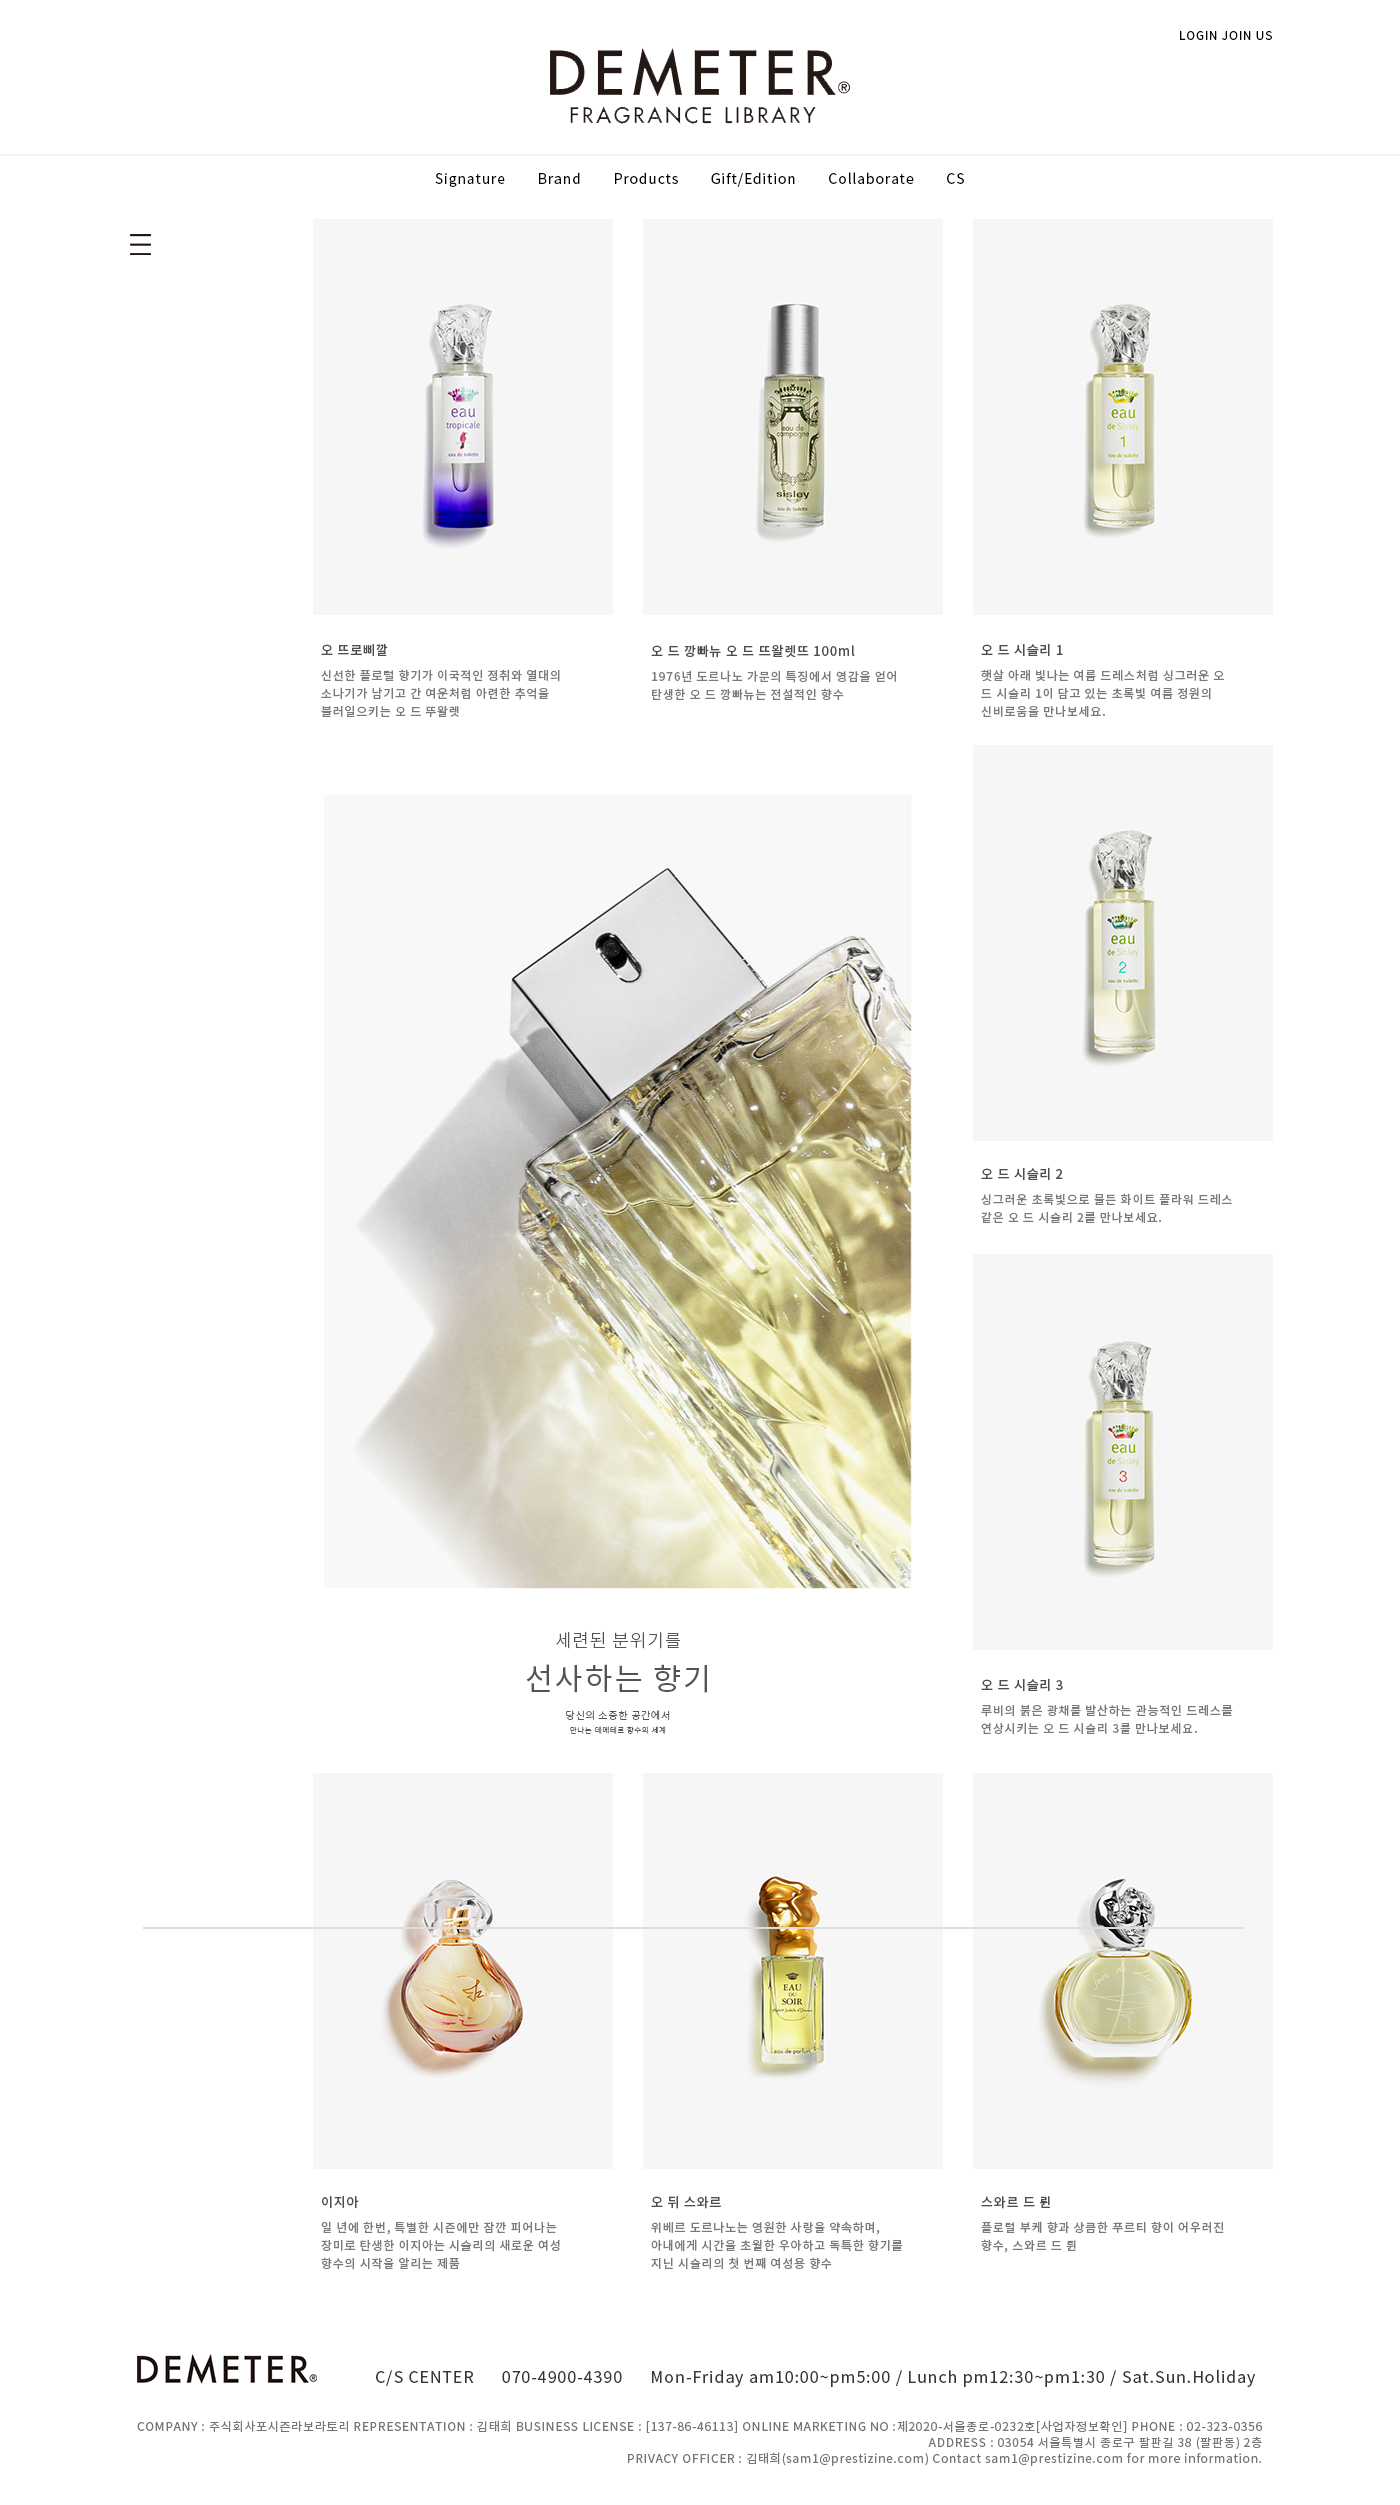 LOGIN JOIN US
DEMETER®
FRAGRANCE LIBRARY
Signature Brand Products Gift/Edition Collaborate CS
eau
tropicale
eau de toilette
eau de
campagne
sisley
eau de toilette
eau
de Sisley
1
eau de toilette
오 뜨로삐깔
신선한 플로럴 향기가 이국적인 정취와 열대의
소나기가 남기고 간 여운처럼 아련한 추억을
불러일으키는 오 드 뚜왈렛
오 드 깡빠뉴 오 드 뜨왈렛뜨 100ml
1976년 도르나노 가문의 특징에서 영감을 얻어
탄생한 오 드 깡빠뉴는 전설적인 향수
오 드 시슬리 1
햇살 아래 빛나는 여름 드레스처럼 싱그러운 오
드 시슬리 1이 담고 있는 초록빛 여름 정원의
신비로움을 만나보세요.
eau
de Sisley
2
eau de toilette
오 드 시슬리 2
싱그러운 초록빛으로 물든 화이트 플라워 드레스
같은 오 드 시슬리 2를 만나보세요.
eau
de Sisley
3
eau de toilette
세련된 분위기를
선사하는 향기
당신의 소중한 공간에서
만나는 데메테르 향수의 세계
오 드 시슬리 3
루비의 붉은 광채를 발산하는 관능적인 드레스를
연상시키는 오 드 시슬리 3를 만나보세요.
EAU
DU
SOIR
eau de parfum
이지아
일 년에 한번, 특별한 시즌에만 잠깐 피어나는
장미로 탄생한 이지아는 시슬리의 새로운 여성
향수의 시작을 알리는 제품
오 뒤 스와르
위베르 도르나노는 영원한 사랑을 약속하며,
아내에게 시간을 초월한 우아하고 독특한 향기를
지닌 시슬리의 첫 번째 여성용 향수
스와르 드 륀
플로럴 부케 향과 상큼한 푸르티 향이 어우러진
향수, 스와르 드 륀
DEMETER®
C/S CENTER 070-4900-4390 Mon-Friday am10:00~pm5:00 / Lunch pm12:30~pm1:30 / Sat.Sun.Holiday
COMPANY : 주식회사포시즌라보라토리 REPRESENTATION : 김태희 BUSINESS LICENSE : [137-86-46113] ONLINE MARKETING NO :제2020-서울종로-0232호[사업자정보확인] PHONE : 02-323-0356
ADDRESS : 03054 서울특별시 종로구 팔판길 38 (팔판동) 2층
PRIVACY OFFICER : 김태희(sam1@prestizine.com) Contact sam1@prestizine.com for more information.